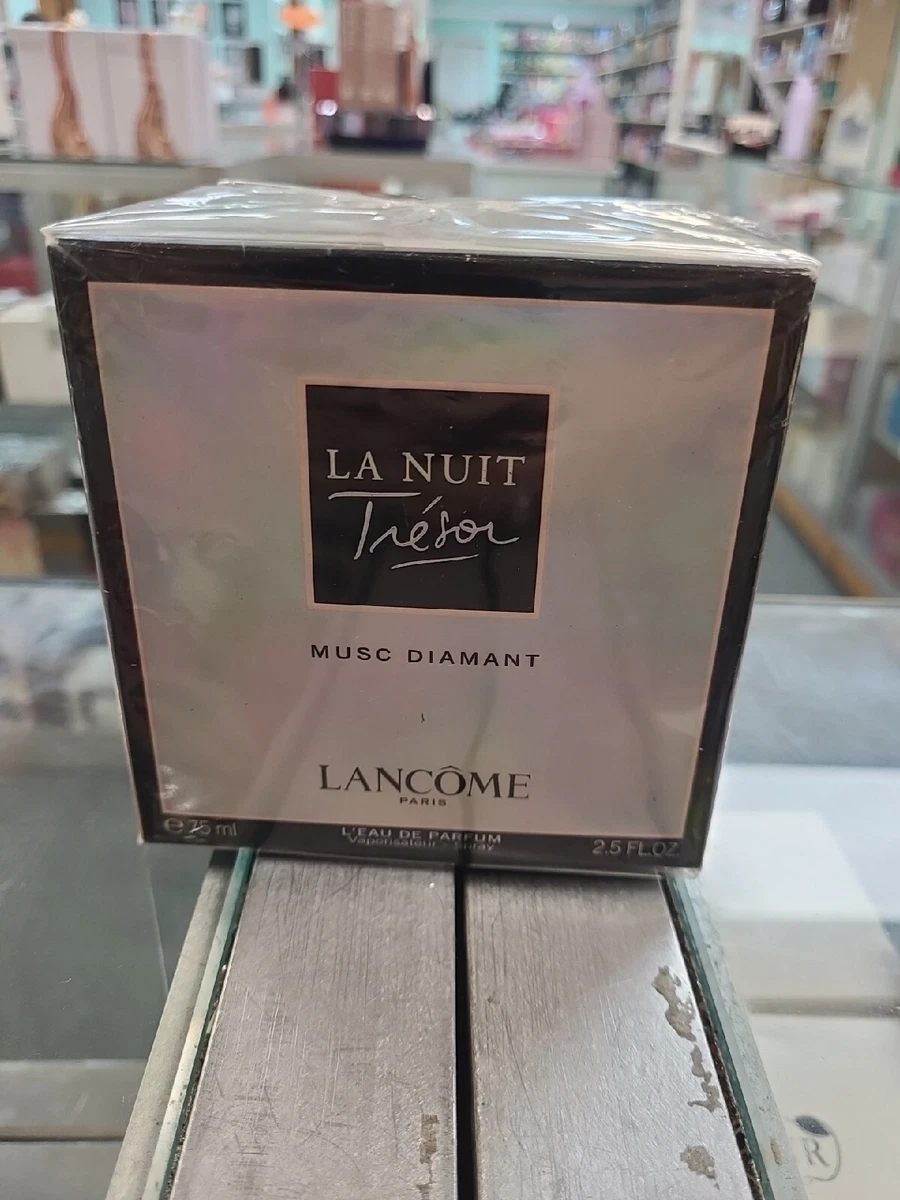 LA NUIT
Trésor
MUSC DIAMANT
LANCÔME
PARIS
e 75 ml
L'EAU DE PARFUM
Vaporisateur - Spray
2.5 FL.OZ
R